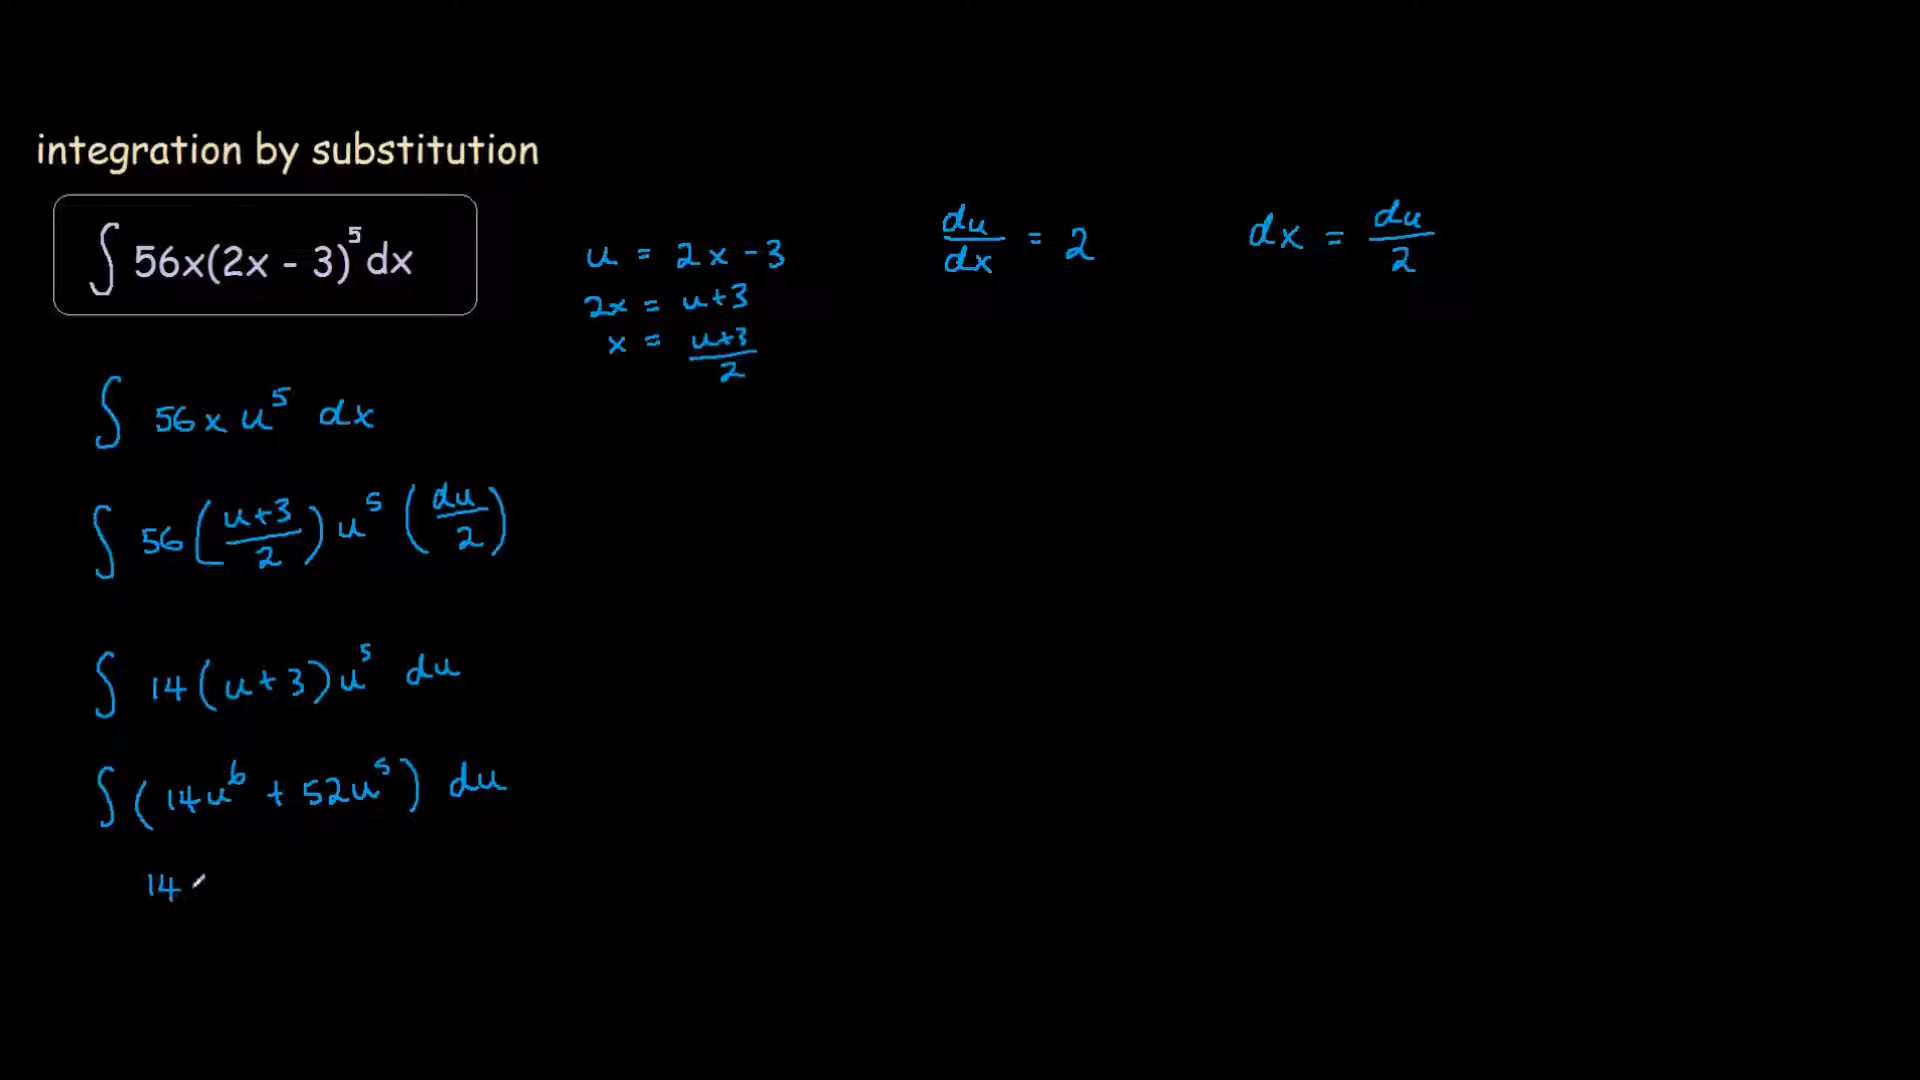 integration by substitution
∫ 56x(2x - 3)⁵ dx
u = 2x - 3
2x = u+3
x = (u+3)/2
du/dx = 2
dx = du/2
∫ 56x u⁵ dx
∫ 56 ((u+3)/2) u⁵ (du/2)
∫ 14 (u+3) u⁵ du
∫ (14u⁶ + 52u⁵) du
14